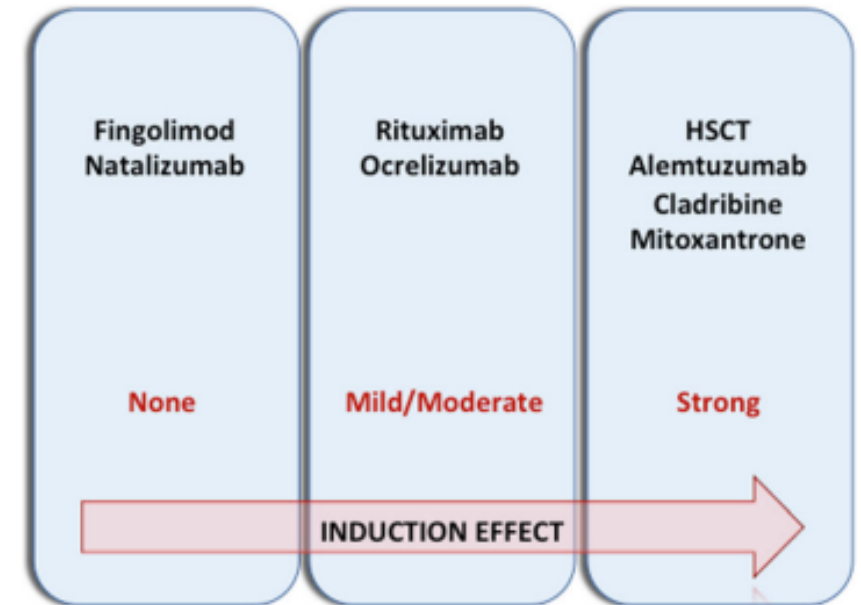 Fingolimod
Natalizumab
None
Rituximab
Ocrelizumab
Mild/Moderate
HSCT
Alemtuzumab
Cladribine
Mitoxantrone
Strong
INDUCTION EFFECT